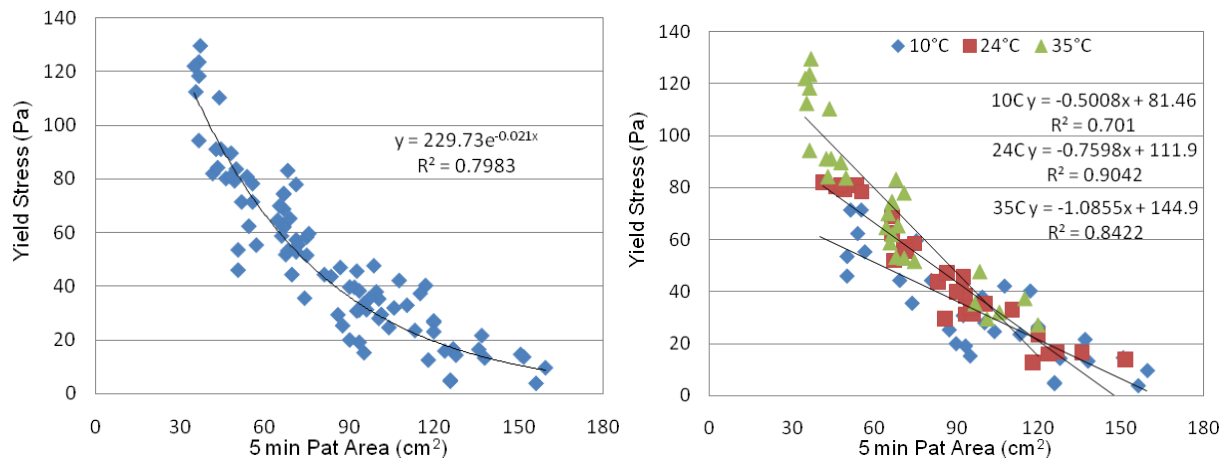 140
120
100
80
60
40
20
0
Yield Stress (Pa)
y = 229.73e^-0.021x
R² = 0.7983
0 30 60 90 120 150 180
5 min Pat Area (cm²)
140
120
100
80
60
40
20
0
Yield Stress (Pa)
10°C 24°C 35°C
10C y = -0.5008x + 81.46
R² = 0.701
24C y = -0.7598x + 111.9
R² = 0.9042
35C y = -1.0855x + 144.9
R² = 0.8422
0 30 60 90 120 150 180
5 min Pat Area (cm²)